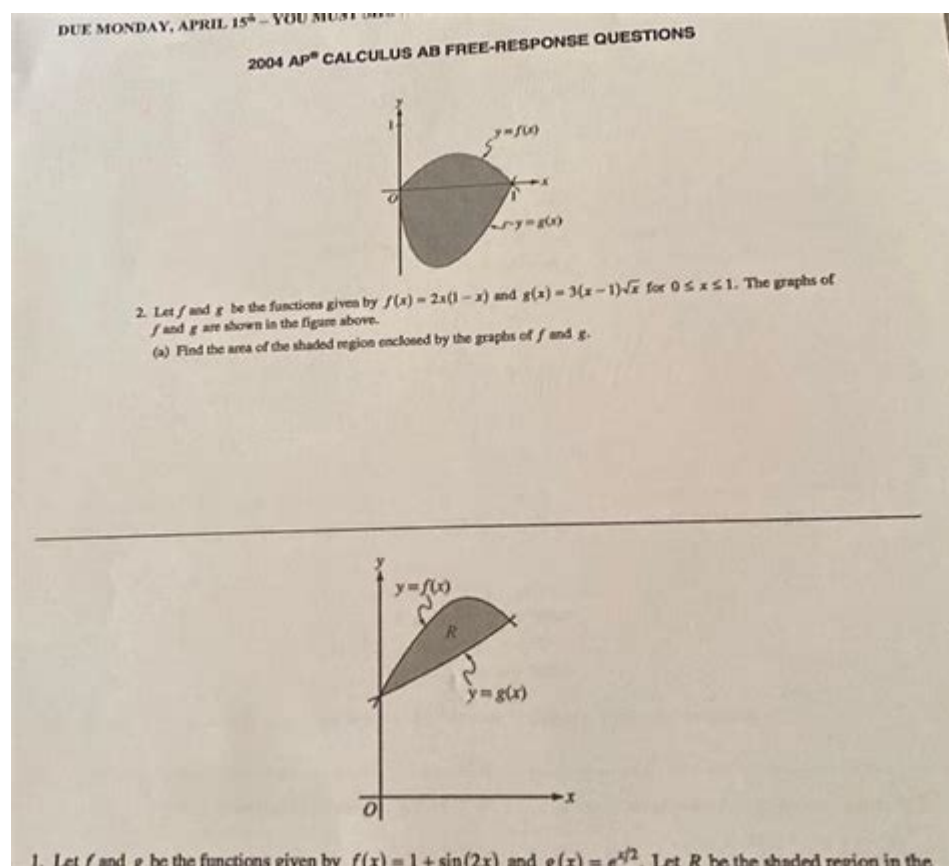 DUE MONDAY, APRIL 15th – YOU MUST
2004 AP® CALCULUS AB FREE-RESPONSE QUESTIONS
y
1
y = f(x)
x
O
1
y = g(x)
2. Let f and g be the functions given by f(x) = 2x(1 − x) and g(x) = 3(x − 1)√x for 0 ≤ x ≤ 1. The graphs of
f and g are shown in the figure above.
(a) Find the area of the shaded region enclosed by the graphs of f and g.
y
y = f(x)
R
y = g(x)
x
O
1. Let f and g be the functions given by f(x) = 1 + sin(2x) and g(x) = e^{x/2}. Let R be the shaded region in the